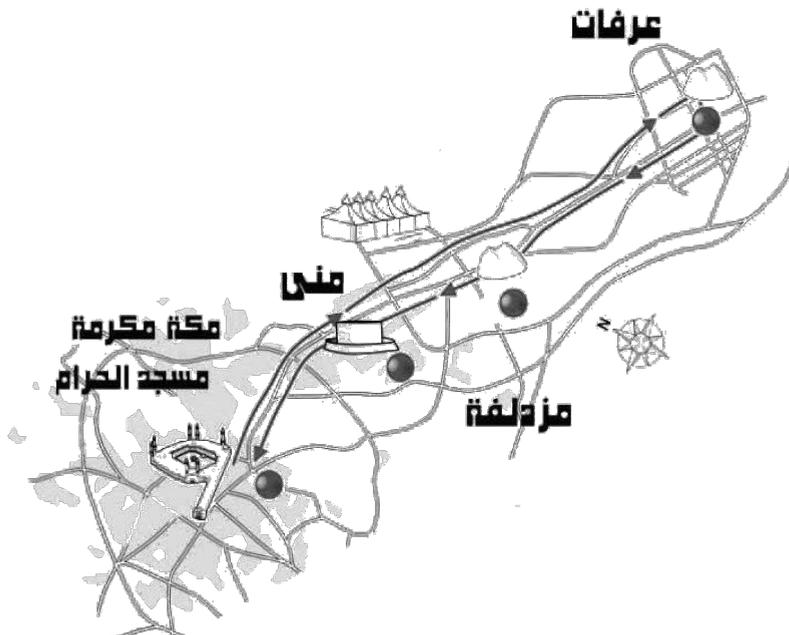 عرفات
منى
مكة مكرمة
مسجد الحرام
مزدلفة
N